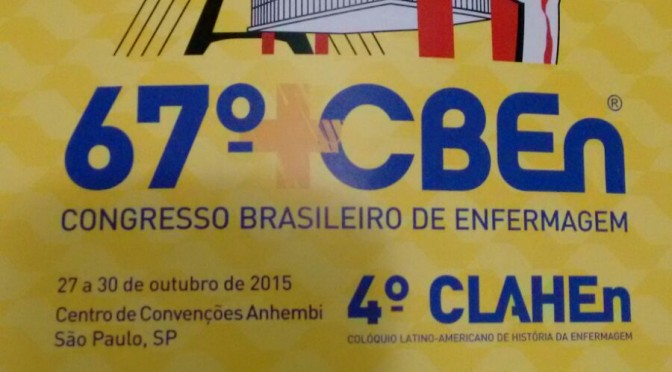 67º CBEn®
CONGRESSO BRASILEIRO DE ENFERMAGEM
27 a 30 de outubro de 2015
Centro de Convenções Anhembi
São Paulo, SP
4º CLAHEn
COLÓQUIO LATINO-AMERICANO DE HISTÓRIA DA ENFERMAGEM